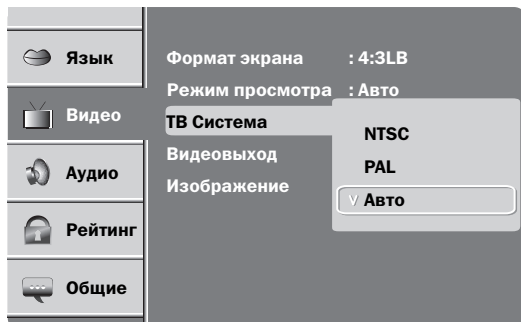 Язык
Видео
Аудио
Рейтинг
Общие
Формат экрана : 4:3LB
Режим просмотра : Авто
ТВ Система
Видеовыход
Изображение
NTSC
PAL
V Авто